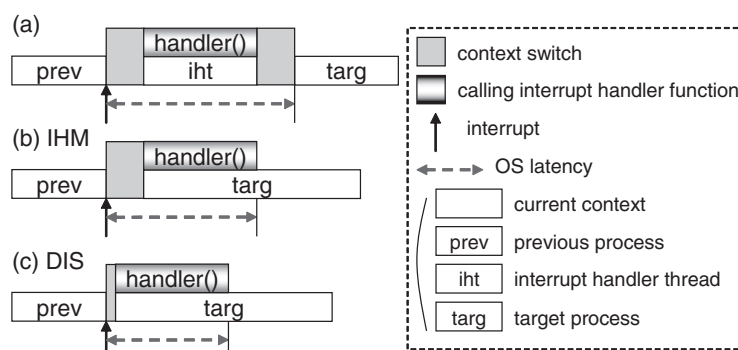 (a)
handler()
prev
iht
targ
(b) IHM
handler()
prev
targ
(c) DIS
handler()
prev
targ
context switch
calling interrupt handler function
interrupt
OS latency
current context
prev previous process
iht interrupt handler thread
targ target process